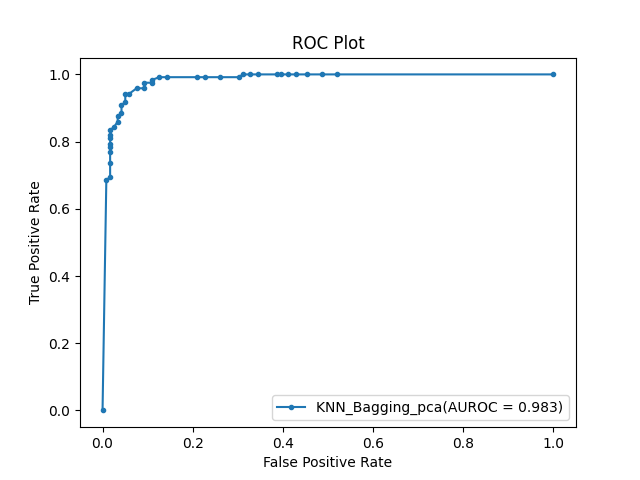 ROC Plot
1.0
0.8
0.6
0.4
0.2
0.0
True Positive Rate
KNN_Bagging_pca(AUROC = 0.983)
0.0 0.2 0.4 0.6 0.8 1.0
False Positive Rate